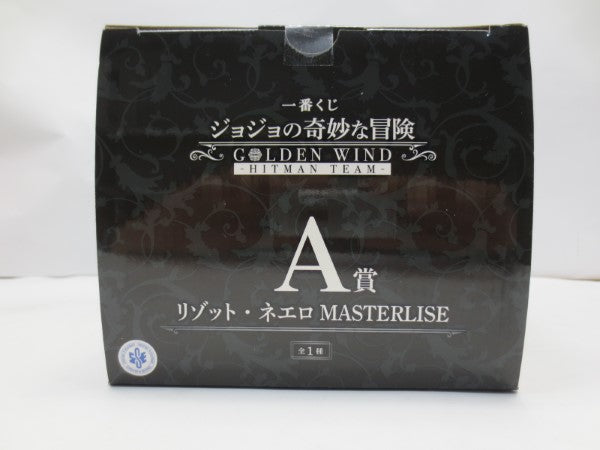 一番くじ
ジョジョの奇妙な冒険
GOLDEN WIND
-HITMAN TEAM-
A賞
リゾット・ネエロ MASTERLISE
全1種